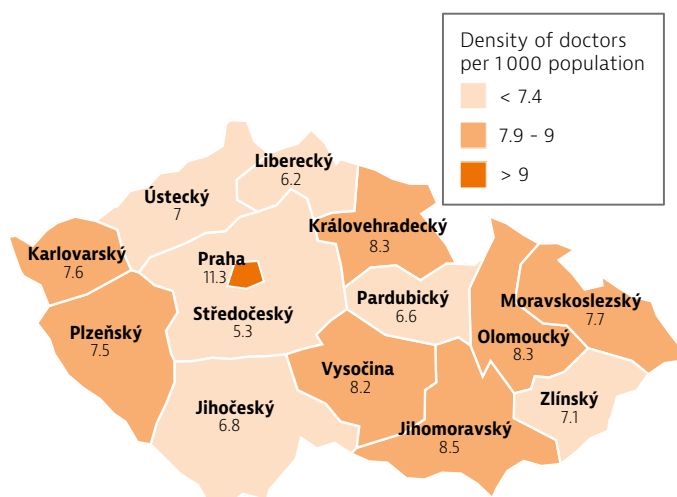 Density of doctors
per 1000 population
< 7.4
7.9 - 9
> 9
Liberecký
6.2
Ústecký
7
Královehradecký
8.3
Karlovarský
7.6
Praha
11.3
Středočeský
5.3
Pardubický
6.6
Moravskoslezský
7.7
Plzeňský
7.5
Olomoucký
8.3
Vysočina
8.2
Jihočeský
6.8
Zlínský
7.1
Jihomoravský
8.5